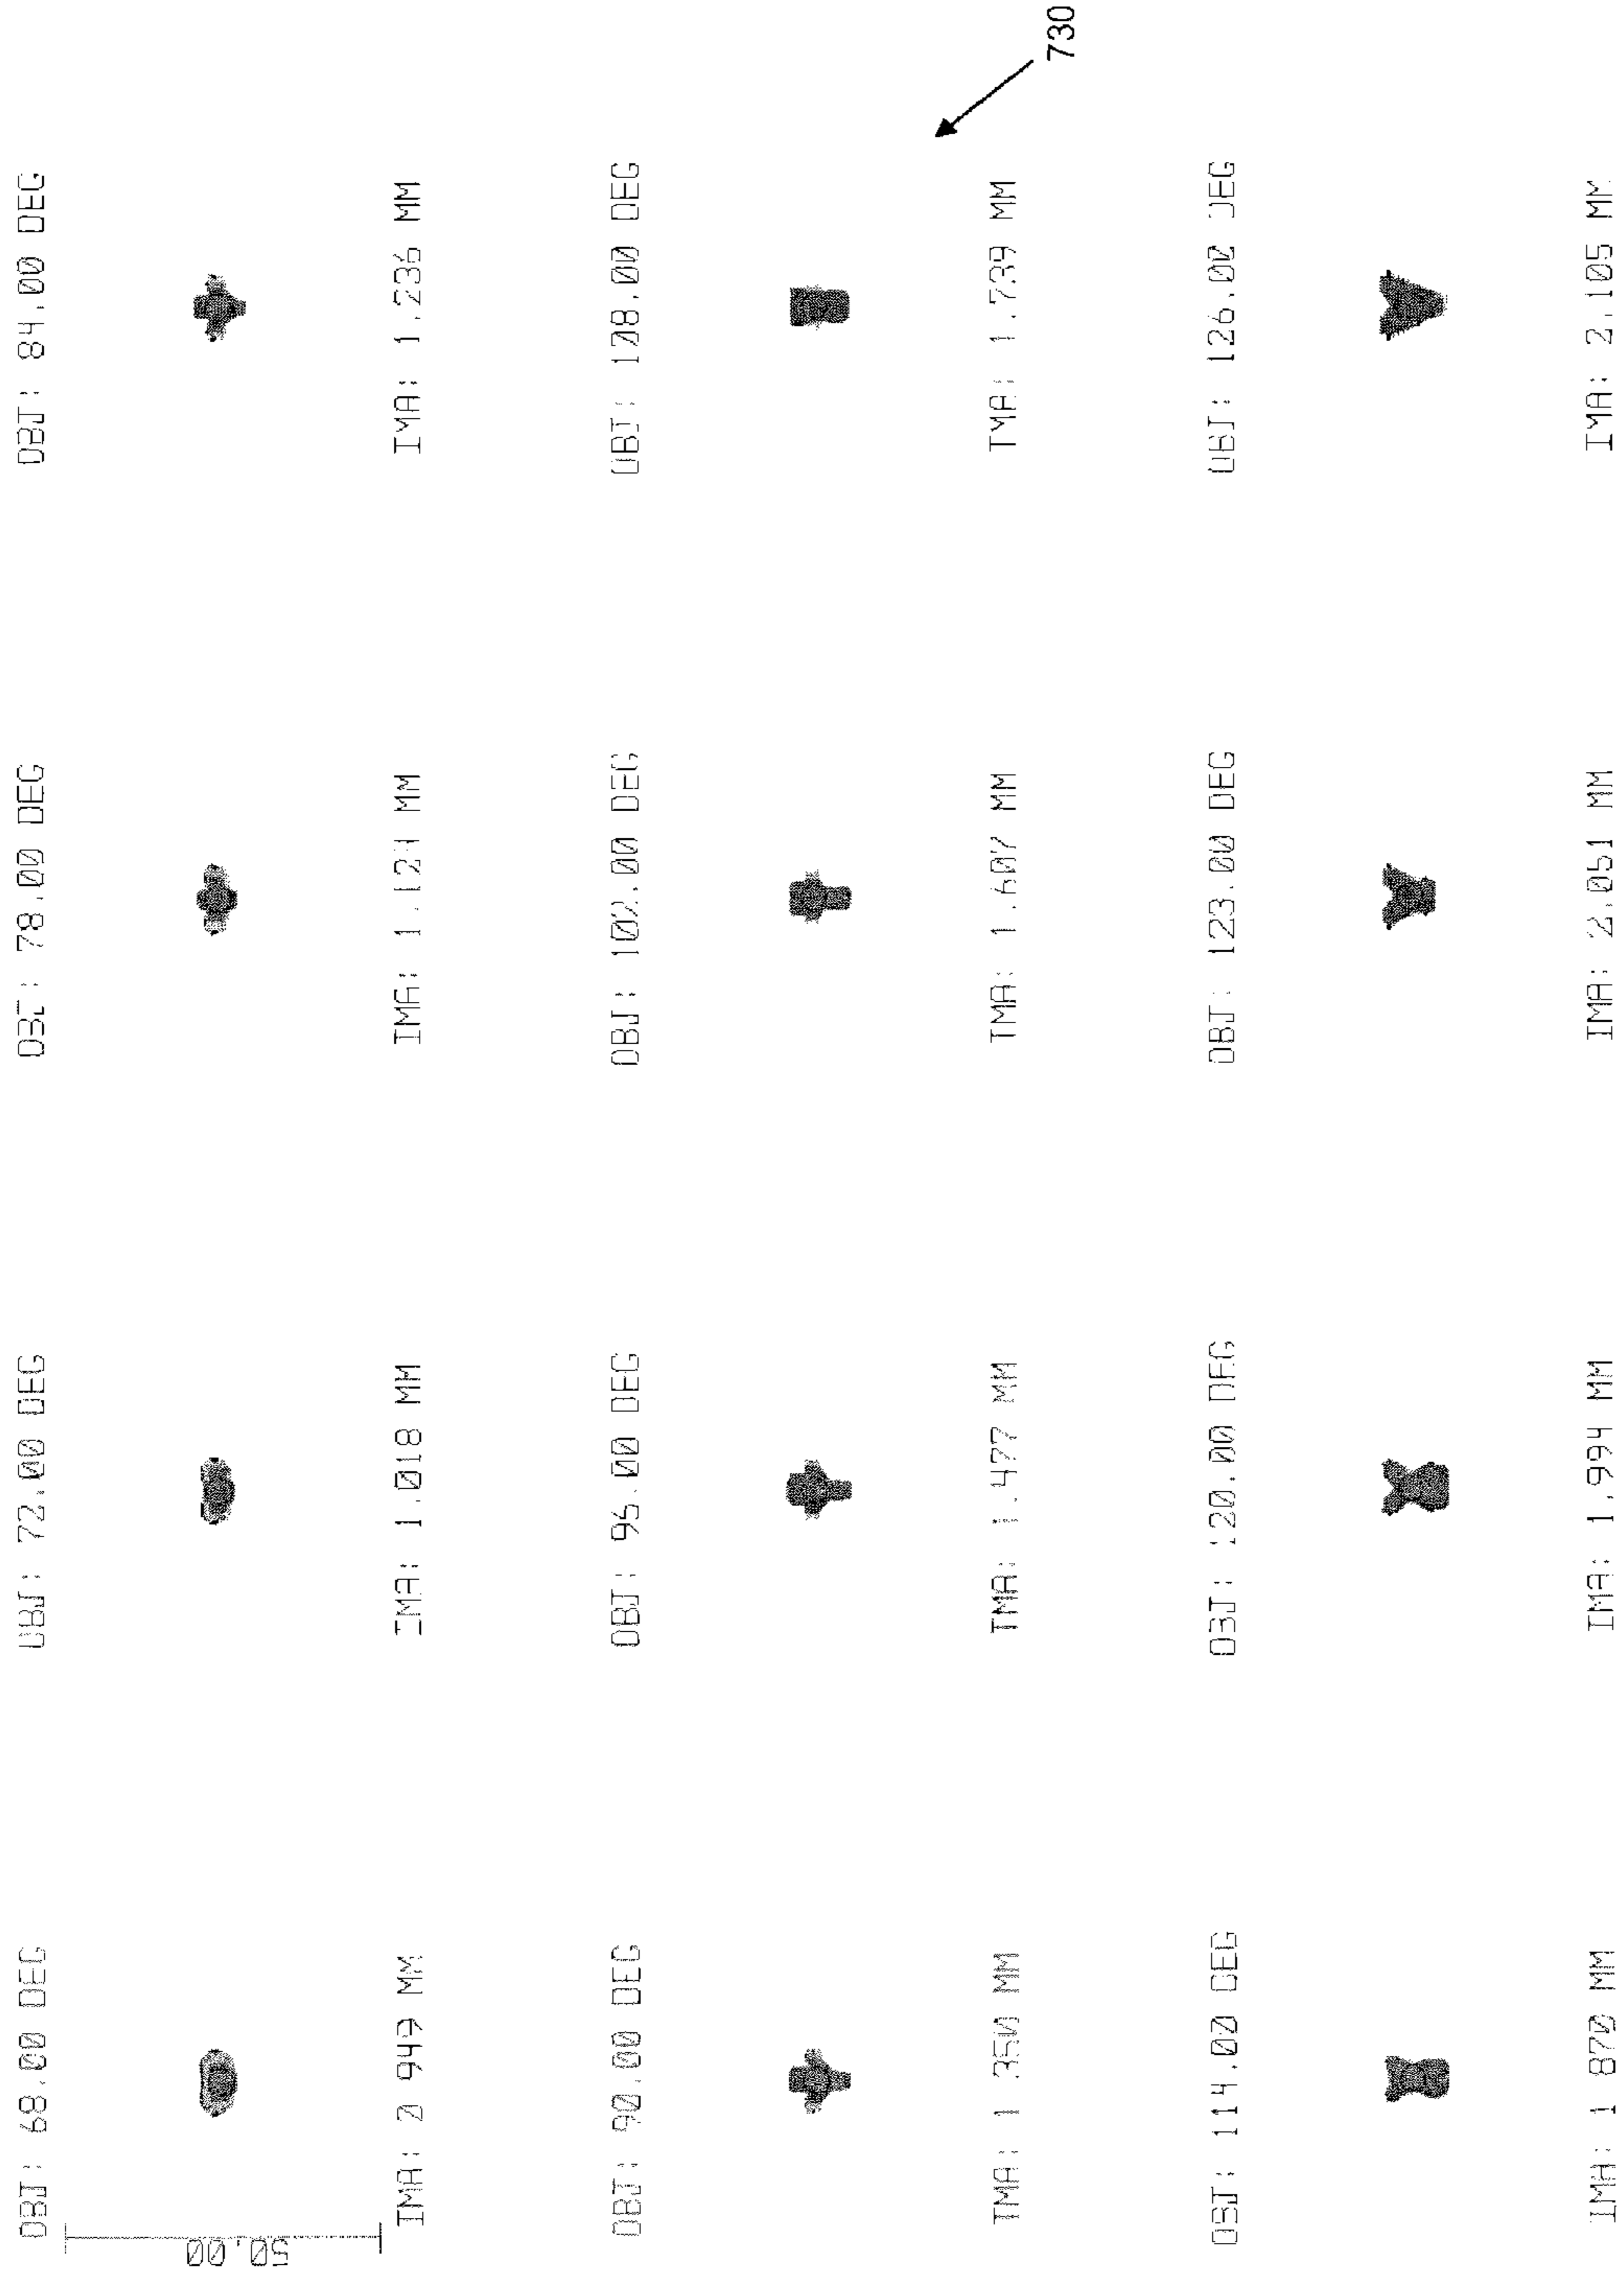 OBJ: 68.00 DEG
OBJ: 72.00 DEG
OBJ: 78.00 DEG
OBJ: 84.00 DEG
50.00
IMA: 0.949 MM
IMA: 1.018 MM
IMA: 1.124 MM
IMA: 1.236 MM
OBJ: 90.00 DEG
OBJ: 96.00 DEG
OBJ: 102.00 DEG
OBJ: 108.00 DEG
IMA: 1.350 MM
IMA: 1.477 MM
IMA: 1.607 MM
IMA: 1.739 MM
730
OBJ: 114.00 DEG
OBJ: 120.00 DEG
OBJ: 123.00 DEG
OBJ: 126.00 DEG
IMA: 1.870 MM
IMA: 1.994 MM
IMA: 2.051 MM
IMA: 2.105 MM